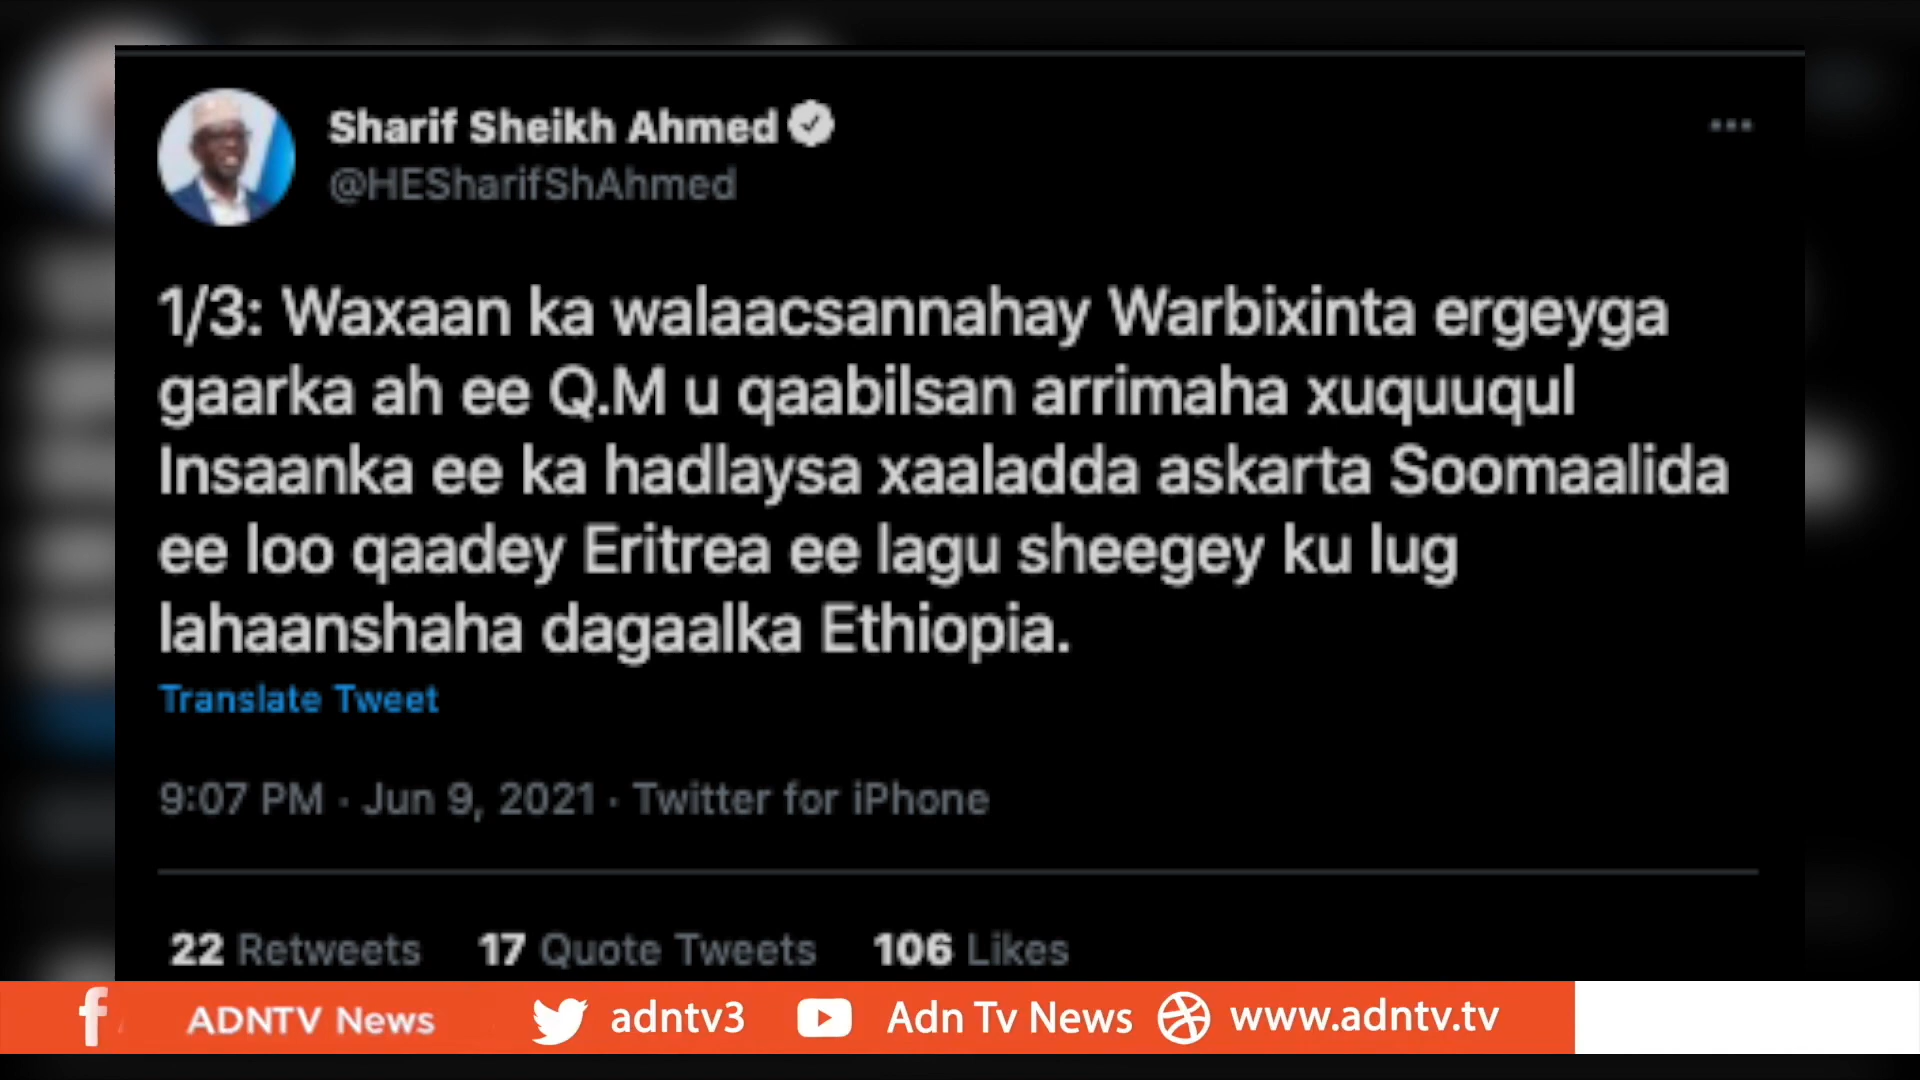 Sharif Sheikh Ahmed
@HESharifShAhmed
1/3: Waxaan ka walaacsannahay Warbixinta ergeyga
gaarka ah ee Q.M u qaabilsan arrimaha xuquuqul
Insaanka ee ka hadlaysa xaaladda askarta Soomaalida
ee loo qaadey Eritrea ee lagu sheegey ku lug
lahaanshaha dagaalka Ethiopia.
Translate Tweet
9:07 PM · Jun 9, 2021 · Twitter for iPhone
22 Retweets 17 Quote Tweets 106 Likes
ADNTV News adntv3 Adn Tv News www.adntv.tv